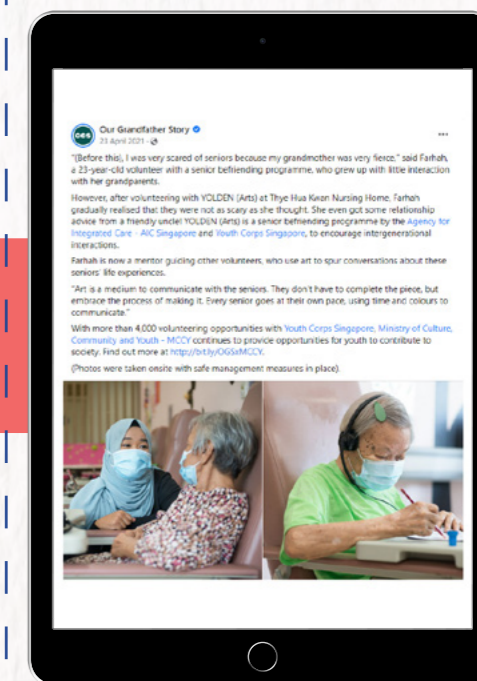 OGS
Our Grandfather Story
23 April 2021 ·
"(Before this), I was very scared of seniors because my grandmother was very fierce," said Farhah,
a 23-year-old volunteer with a senior befriending programme, who grew up with little interaction
with her grandparents.
However, after volunteering with YOLDEN (Arts) at Thye Hua Kwan Nursing Home, Farhah
gradually realised that they were not as scary as she thought. She even got some relationship
advice from a friendly uncle! YOLDEN (Arts) is a senior befriending programme by the Agency for
Integrated Care - AIC Singapore and Youth Corps Singapore, to encourage intergenerational
interactions.
Farhah is now a mentor guiding other volunteers, who use art to spur conversations about these
seniors' life experiences.
"Art is a medium to communicate with the seniors. They don't have to complete the piece, but
embrace the process of making it. Every senior goes at their own pace, using time and colours to
communicate."
With more than 4,000 volunteering opportunities with Youth Corps Singapore, Ministry of Culture,
Community and Youth - MCCY continues to provide opportunities for youth to contribute to
society. Find out more at http://bit.ly/OGSxMCCY.
(Photos were taken onsite with safe management measures in place).